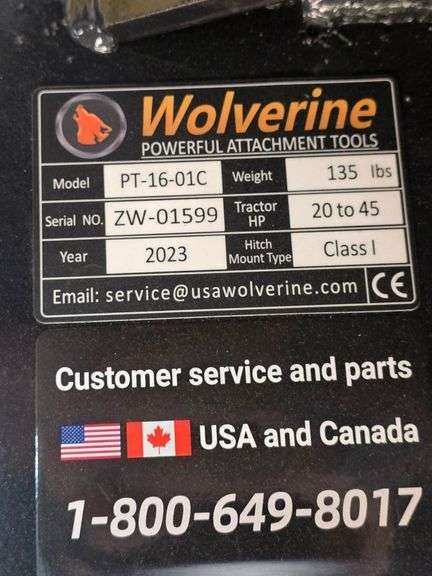 Wolverine
POWERFUL ATTACHMENT TOOLS
Model PT-16-01C Weight 135 lbs
Serial NO. ZW-01599 Tractor HP 20 to 45
Year 2023 Hitch Mount Type Class I
Email: service@usawolverine.com CE
Customer service and parts
USA and Canada
1-800-649-8017